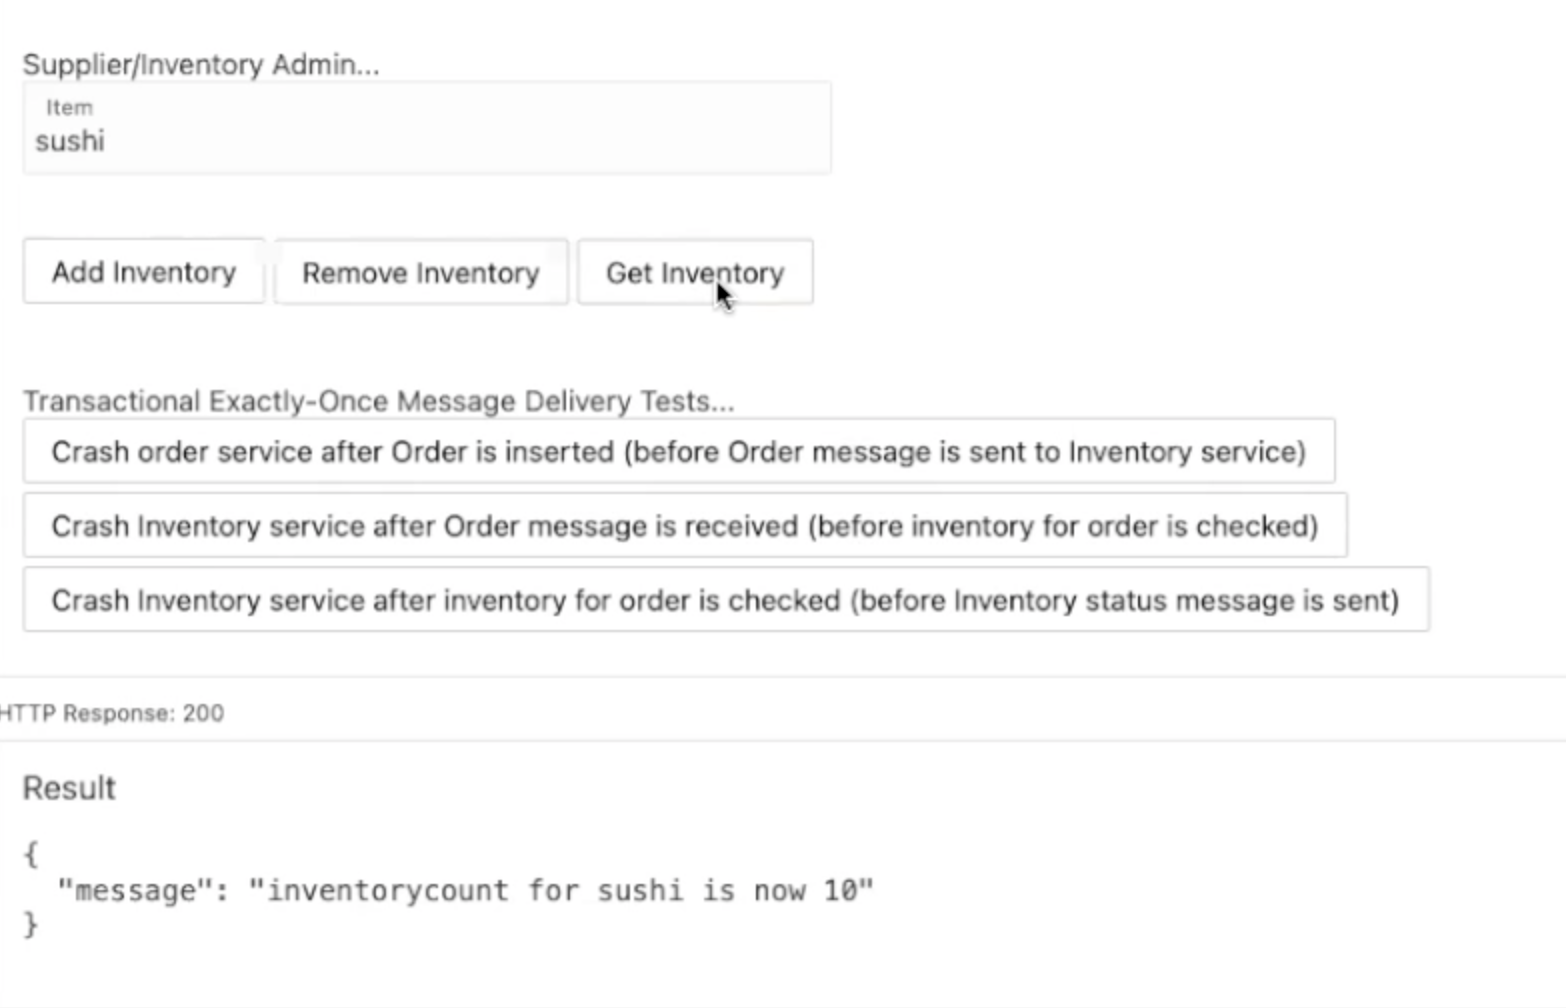 Supplier/Inventory Admin...
Item
sushi
Add Inventory Remove Inventory Get Inventory
Transactional Exactly-Once Message Delivery Tests...
Crash order service after Order is inserted (before Order message is sent to Inventory service)
Crash Inventory service after Order message is received (before inventory for order is checked)
Crash Inventory service after inventory for order is checked (before Inventory status message is sent)
HTTP Response: 200
Result
{
"message": "inventorycount for sushi is now 10"
}